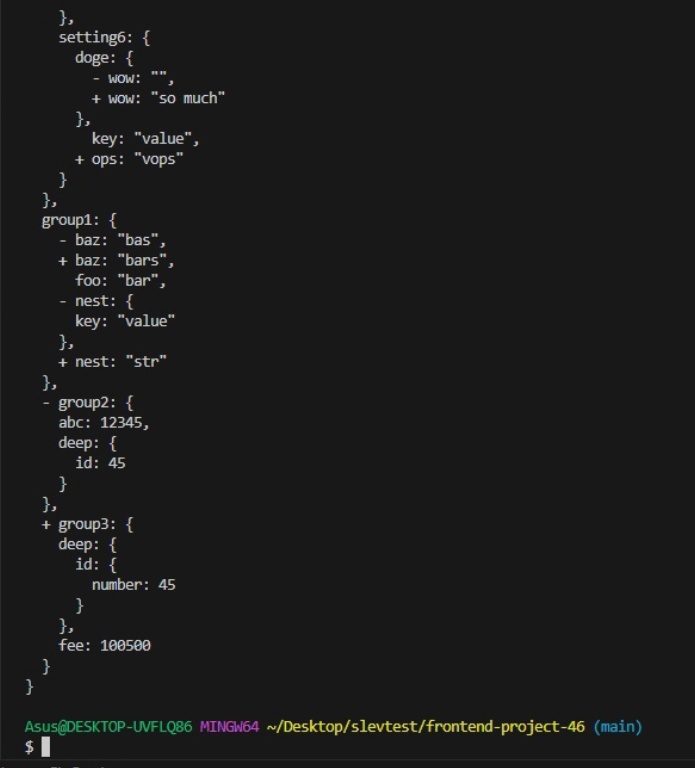 },
setting6: {
doge: {
- wow: "",
+ wow: "so much"
},
key: "value",
+ ops: "vops"
}
},
group1: {
- baz: "bas",
+ baz: "bars",
foo: "bar",
- nest: {
key: "value"
},
+ nest: "str"
},
- group2: {
abc: 12345,
deep: {
id: 45
}
},
+ group3: {
deep: {
id: {
number: 45
}
},
fee: 100500
}
}
Asus@DESKTOP-UVFLQ86 MINGW64 ~/Desktop/slevtest/frontend-project-46 (main)
$